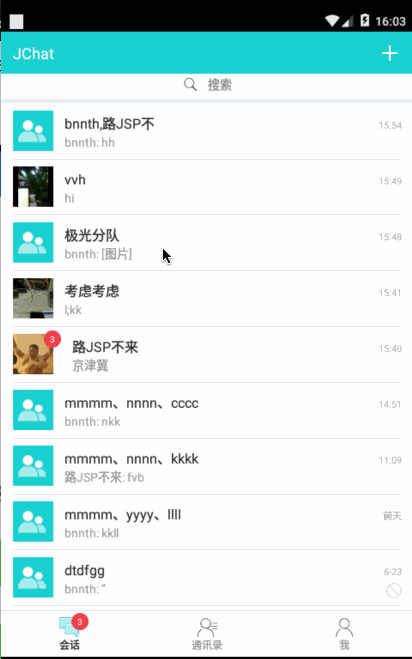 16:03
JChat
搜索
bnnth,路JSP不
15:54
bnnth: hh
vvh
15:49
hi
极光分队
15:48
bnnth: [图片]
考虑考虑
15:41
l;kk
3
路JSP不来
15:40
京津冀
mmmm、nnnn、cccc
14:51
bnnth: nkk
mmmm、nnnn、kkkk
11:09
路JSP不来: fvb
mmmm、yyyy、llll
前天
bnnth: kkll
dtdfgg
6-23
bnnth: “
3
会话
通讯录
我